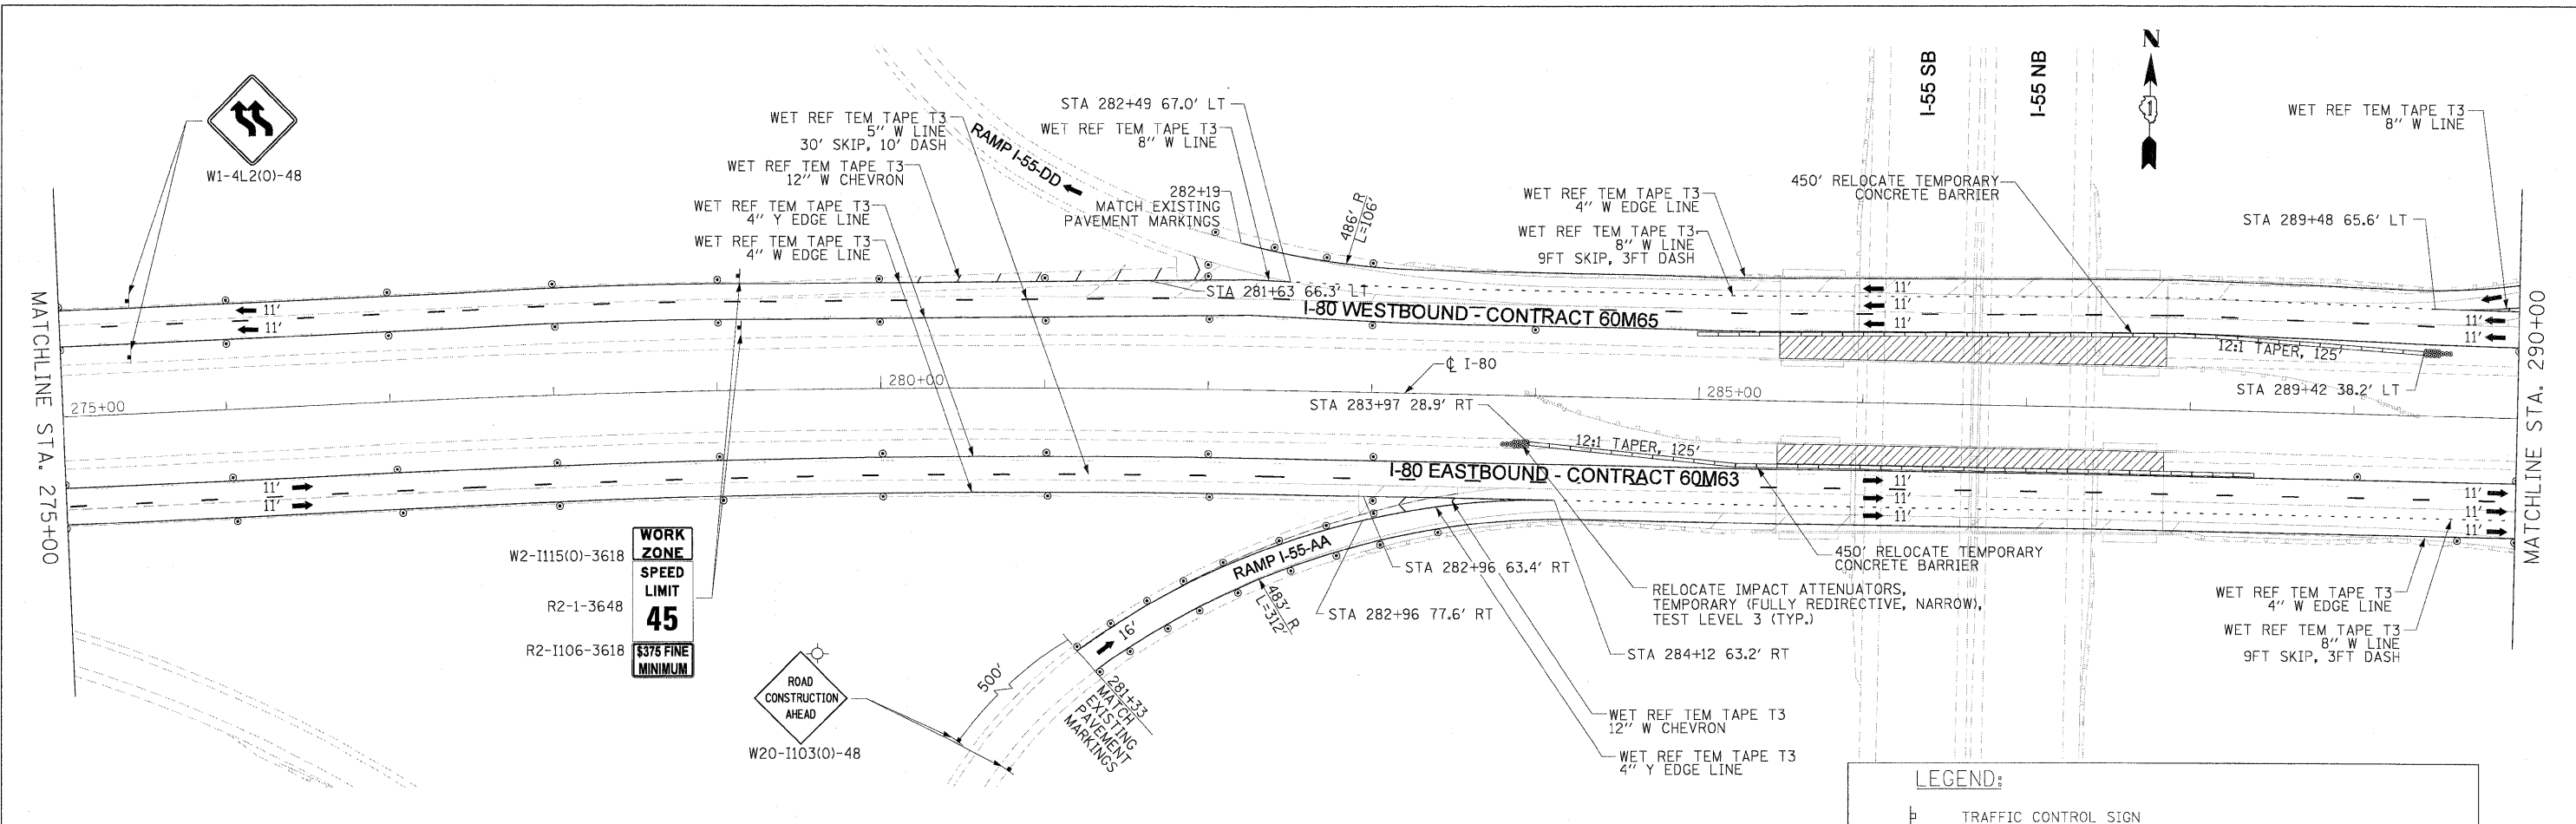 W1-4L2(O)-48
WET REF TEM TAPE T3
5" W LINE
30' SKIP, 10' DASH
WET REF TEM TAPE T3
12" W CHEVRON
WET REF TEM TAPE T3
4" Y EDGE LINE
WET REF TEM TAPE T3
4" W EDGE LINE
STA 282+49 67.0' LT
WET REF TEM TAPE T3
8" W LINE
RAMP I-55-DD
282+19
MATCH EXISTING
PAVEMENT MARKINGS
486' R
L=106'
WET REF TEM TAPE T3
4" W EDGE LINE
WET REF TEM TAPE T3
8" W LINE
9FT SKIP, 3FT DASH
450' RELOCATE TEMPORARY
CONCRETE BARRIER
I-55 SB
I-55 NB
N
1
WET REF TEM TAPE T3
8" W LINE
STA 289+48 65.6' LT
MATCHLINE STA. 275+00
MATCHLINE STA. 290+00
11'
11'
STA 281+63 66.3' LT
I-80 WESTBOUND - CONTRACT 60M65
11'
11'
11'
11'
11'
12:1 TAPER, 125'
STA 289+42 38.2' LT
℄ I-80
275+00
280+00
285+00
STA 283+97 28.9' RT
12:1 TAPER, 125'
I-80 EASTBOUND - CONTRACT 60M63
11'
11'
11'
11'
11'
11'
11'
11'
W2-I115(O)-3618
WORK
ZONE
R2-1-3648
SPEED
LIMIT
45
R2-I106-3618
$375 FINE
MINIMUM
RAMP I-55-AA
483' R
L=312'
16'
500'
281+33
MATCH
EXISTING
PAVEMENT
MARKINGS
STA 282+96 63.4' RT
STA 282+96 77.6' RT
450' RELOCATE TEMPORARY
CONCRETE BARRIER
RELOCATE IMPACT ATTENUATORS,
TEMPORARY (FULLY REDIRECTIVE, NARROW),
TEST LEVEL 3 (TYP.)
STA 284+12 63.2' RT
WET REF TEM TAPE T3
4" W EDGE LINE
WET REF TEM TAPE T3
8" W LINE
9FT SKIP, 3FT DASH
ROAD
CONSTRUCTION
AHEAD
W20-I103(O)-48
WET REF TEM TAPE T3
12" W CHEVRON
WET REF TEM TAPE T3
4" Y EDGE LINE
LEGEND:
TRAFFIC CONTROL SIGN